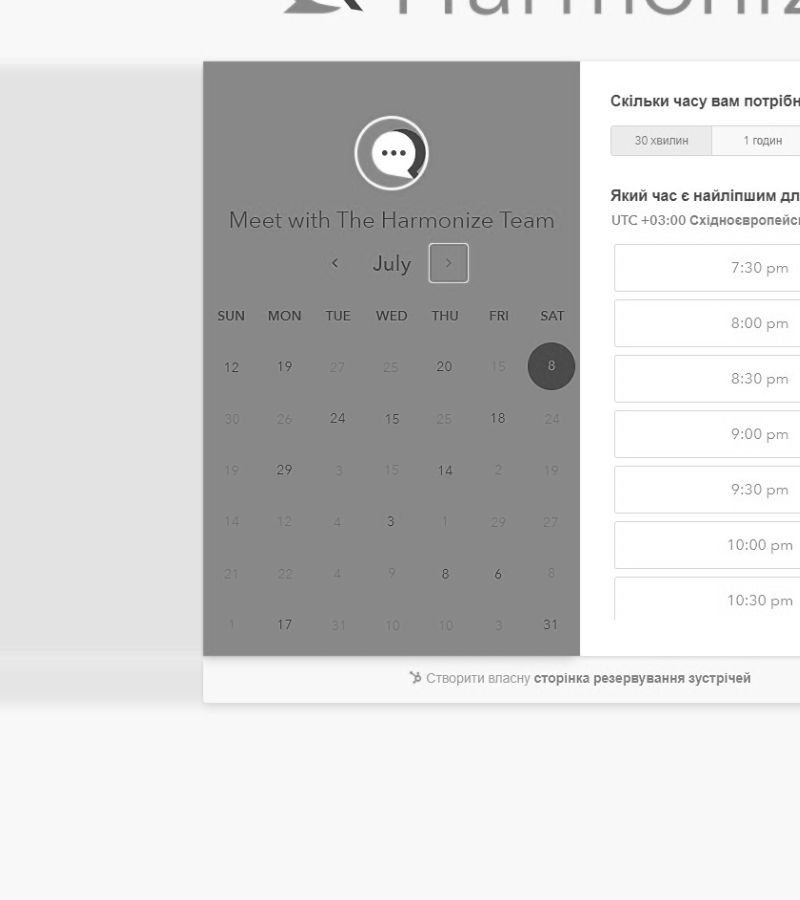 Harmoniz
Meet with The Harmonize Team
July
SUN MON TUE WED THU FRI SAT
12 19 27 25 20 15 8
30 26 24 15 25 18 24
19 29 3 15 14 2 19
14 12 4 3 1 29 27
21 22 4 9 8 6 8
1 17 31 10 10 3 31
Скільки часу вам потрібн
30 хвилин 1 годин
Який час є найліпшим дл
UTC +03:00 Східноєвропейсь
7:30 pm
8:00 pm
8:30 pm
9:00 pm
9:30 pm
10:00 pm
10:30 pm
Створити власну сторінка резервування зустрічей